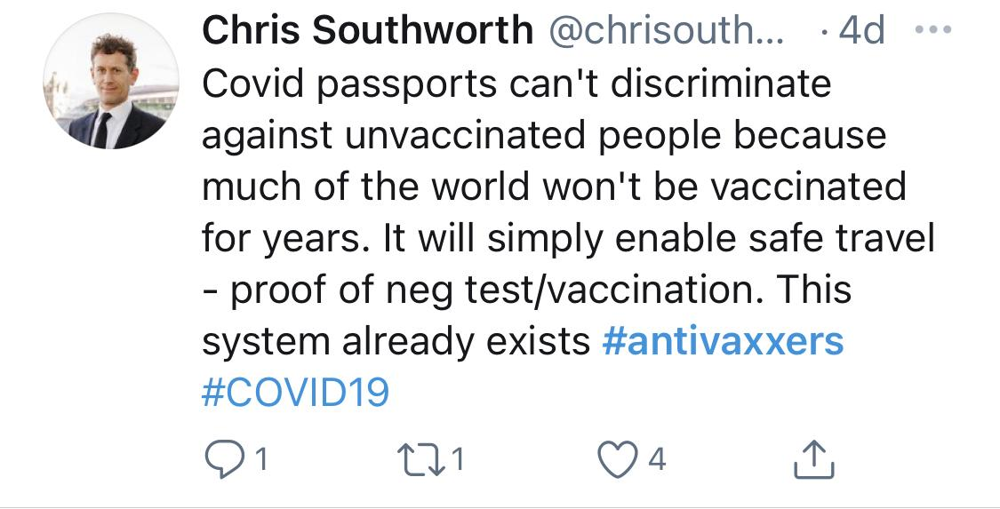 Chris Southworth @chrisouth... · 4d ...
Covid passports can't discriminate
against unvaccinated people because
much of the world won't be vaccinated
for years. It will simply enable safe travel
- proof of neg test/vaccination. This
system already exists #antivaxxers
#COVID19
1 1 4